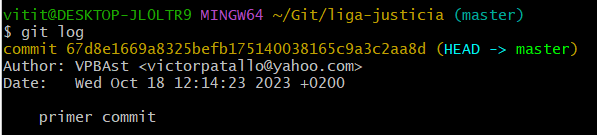 vitit@DESKTOP-JL0LTR9 MINGW64 ~/Git/liga-justicia (master)
$ git log
commit 67d8e1669a8325befb175140038165c9a3c2aa8d (HEAD -> master)
Author: VPBAst <victorpatallo@yahoo.com>
Date:   Wed Oct 18 12:14:23 2023 +0200
    primer commit